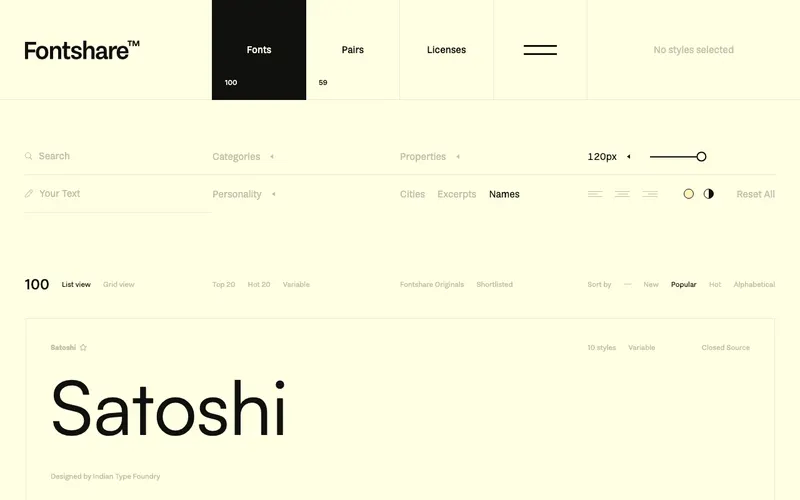 Fontshare™
Fonts
100
Pairs
59
Licenses
No styles selected
Search
Categories
Properties
120px
Your Text
Personality
Cities Excerpts Names
Reset All
100 List view Grid view
Top 20 Hot 20 Variable
Fontshare Originals Shortlisted
Sort by — New Popular Hot Alphabetical
Satoshi
10 styles Variable Closed Source
Satoshi
Designed by Indian Type Foundry